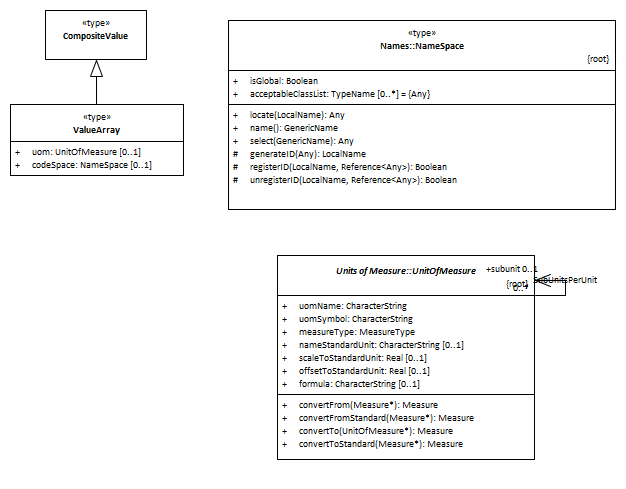 «type»
CompositeValue
«type»
ValueArray
+ uom: UnitOfMeasure [0..1]
+ codeSpace: NameSpace [0..1]
«type»
Names::NameSpace
{root}
+ isGlobal: Boolean
+ acceptableClassList: TypeName [0..*] = {Any}
+ locate(LocalName): Any
+ name(): GenericName
+ select(GenericName): Any
# generateID(Any): LocalName
# registerID(LocalName, Reference<Any>): Boolean
# unregisterID(LocalName, Reference<Any>): Boolean
Units of Measure::UnitOfMeasure
+subunit 0..1
{root} SubUnitsPerUnit
0..*
+ uomName: CharacterString
+ uomSymbol: CharacterString
+ measureType: MeasureType
+ nameStandardUnit: CharacterString [0..1]
+ scaleToStandardUnit: Real [0..1]
+ offsetToStandardUnit: Real [0..1]
+ formula: CharacterString [0..1]
+ convertFrom(Measure*): Measure
+ convertFromStandard(Measure*): Measure
+ convertTo(UnitOfMeasure*): Measure
+ convertToStandard(Measure*): Measure